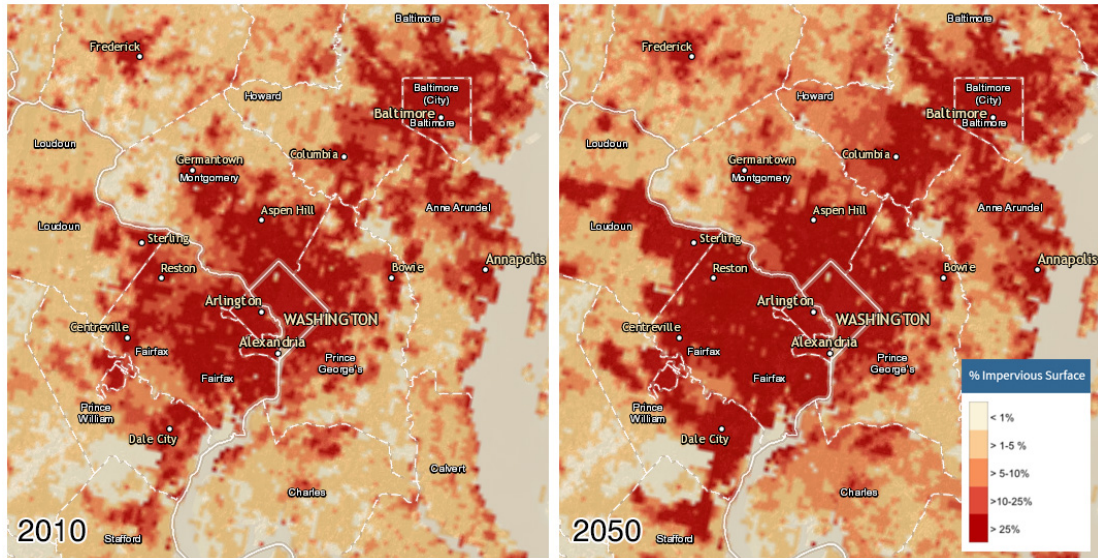 Baltimore
Frederick
Howard
Baltimore
(City)
Baltimore
Baltimore
Loudoun
Columbia
Germantown
Montgomery
Aspen Hill
Anne Arundel
Loudoun
Sterling
Annapolis
Reston
Bowie
Arlington
WASHINGTON
Centreville
Alexandria
Fairfax
Prince
George's
Fairfax
Prince
William
Dale City
Calvert
Charles
2010
Stafford
Baltimore
Frederick
Howard
Baltimore
(City)
Baltimore
Baltimore
Loudoun
Columbia
Germantown
Montgomery
Aspen Hill
Anne Arundel
Loudoun
Sterling
Annapolis
Reston
Bowie
Arlington
WASHINGTON
Centreville
Alexandria
Fairfax
Prince
George's
Fairfax
Prince
William
Dale City
Charles
2050
Stafford
% Impervious Surface
< 1%
> 1-5 %
> 5-10%
>10-25%
> 25%